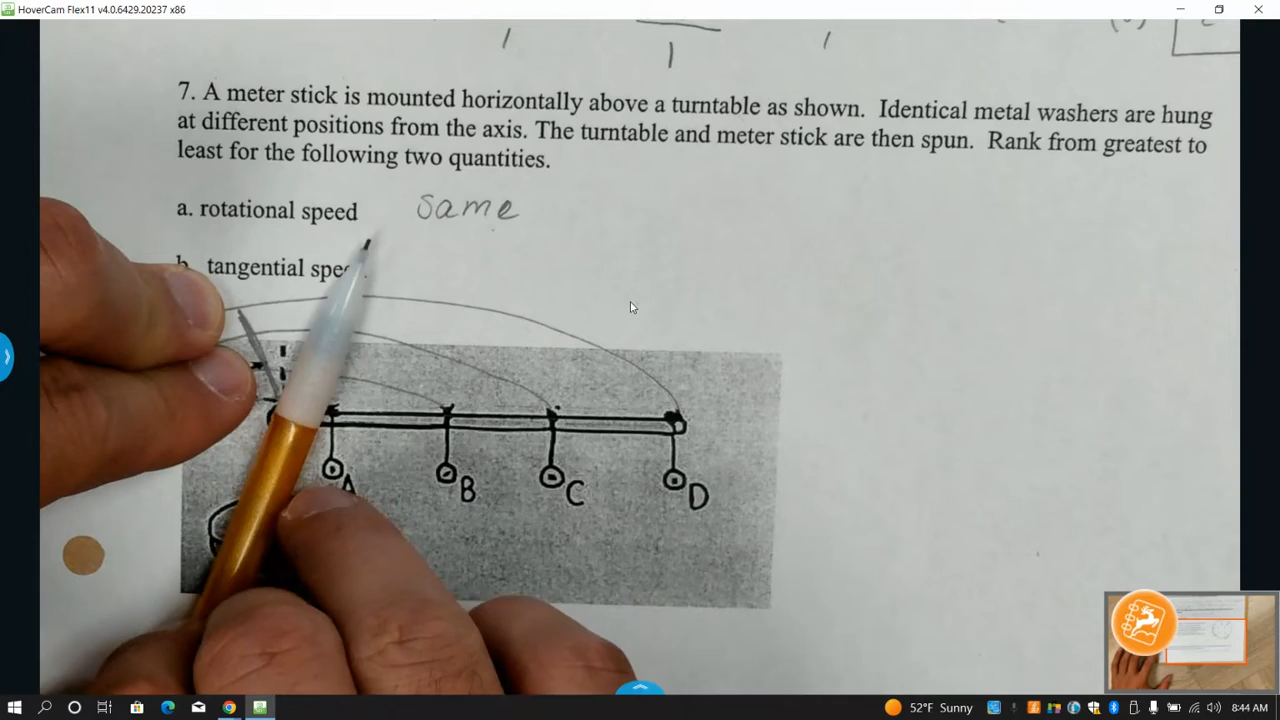 HoverCam Flex11 v4.0.6429.20237 x86
7. A meter stick is mounted horizontally above a turntable as shown. Identical metal washers are hung
at different positions from the axis. The turntable and meter stick are then spun. Rank from greatest to
least for the following two quantities.
a. rotational speed same
b. tangential
A
B
C
D
52°F Sunny
8:44 AM